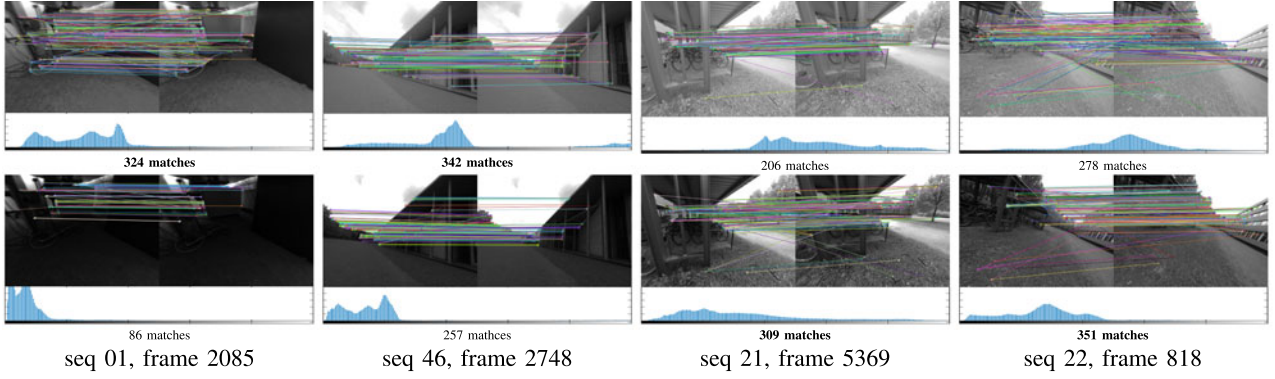 324 matches
342 mathces
206 matches
278 matches
86 matches
257 mathces
309 matches
351 matches
seq 01, frame 2085
seq 46, frame 2748
seq 21, frame 5369
seq 22, frame 818